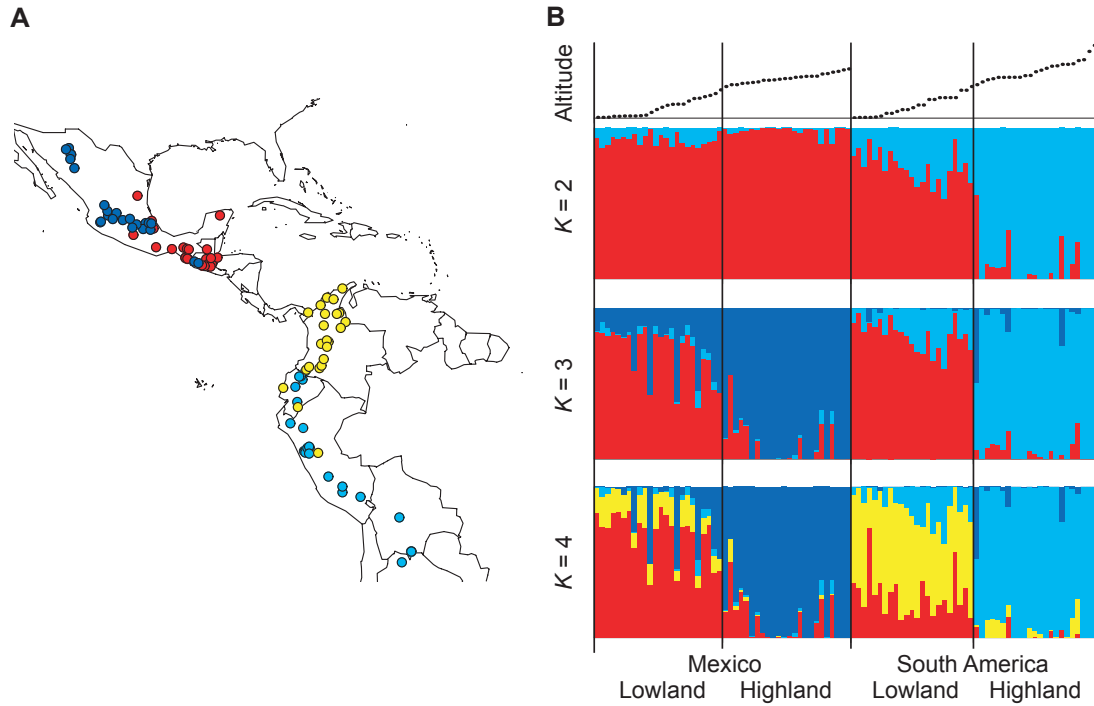 A
B
Altitude
K = 2
K = 3
K = 4
Mexico
South America
Lowland
Highland
Lowland
Highland